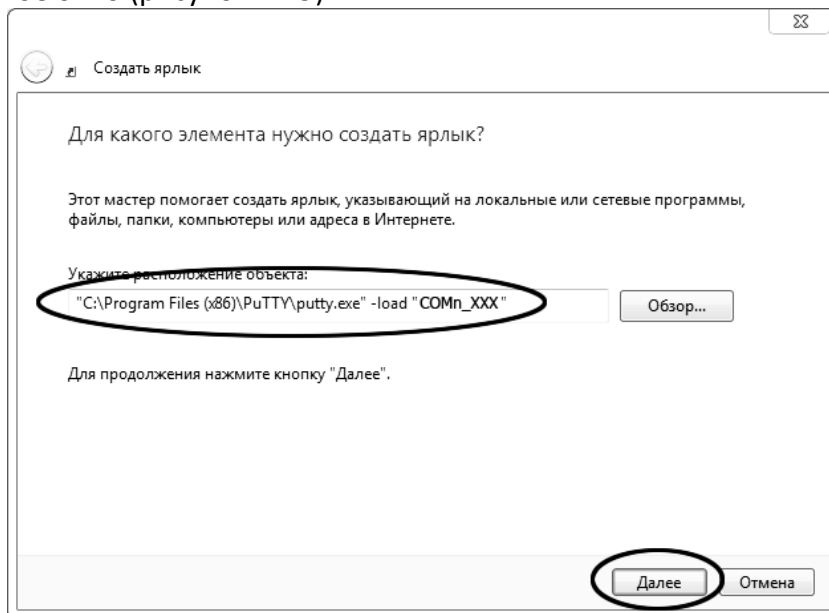 Создать ярлык
Для какого элемента нужно создать ярлык?
Этот мастер помогает создать ярлык, указывающий на локальные или сетевые программы,
файлы, папки, компьютеры или адреса в Интернете.
Укажите расположение объекта:
"C:\Program Files (x86)\PuTTY\putty.exe" -load "COMn_XXX" Обзор...
Для продолжения нажмите кнопку "Далее".
Далее Отмена